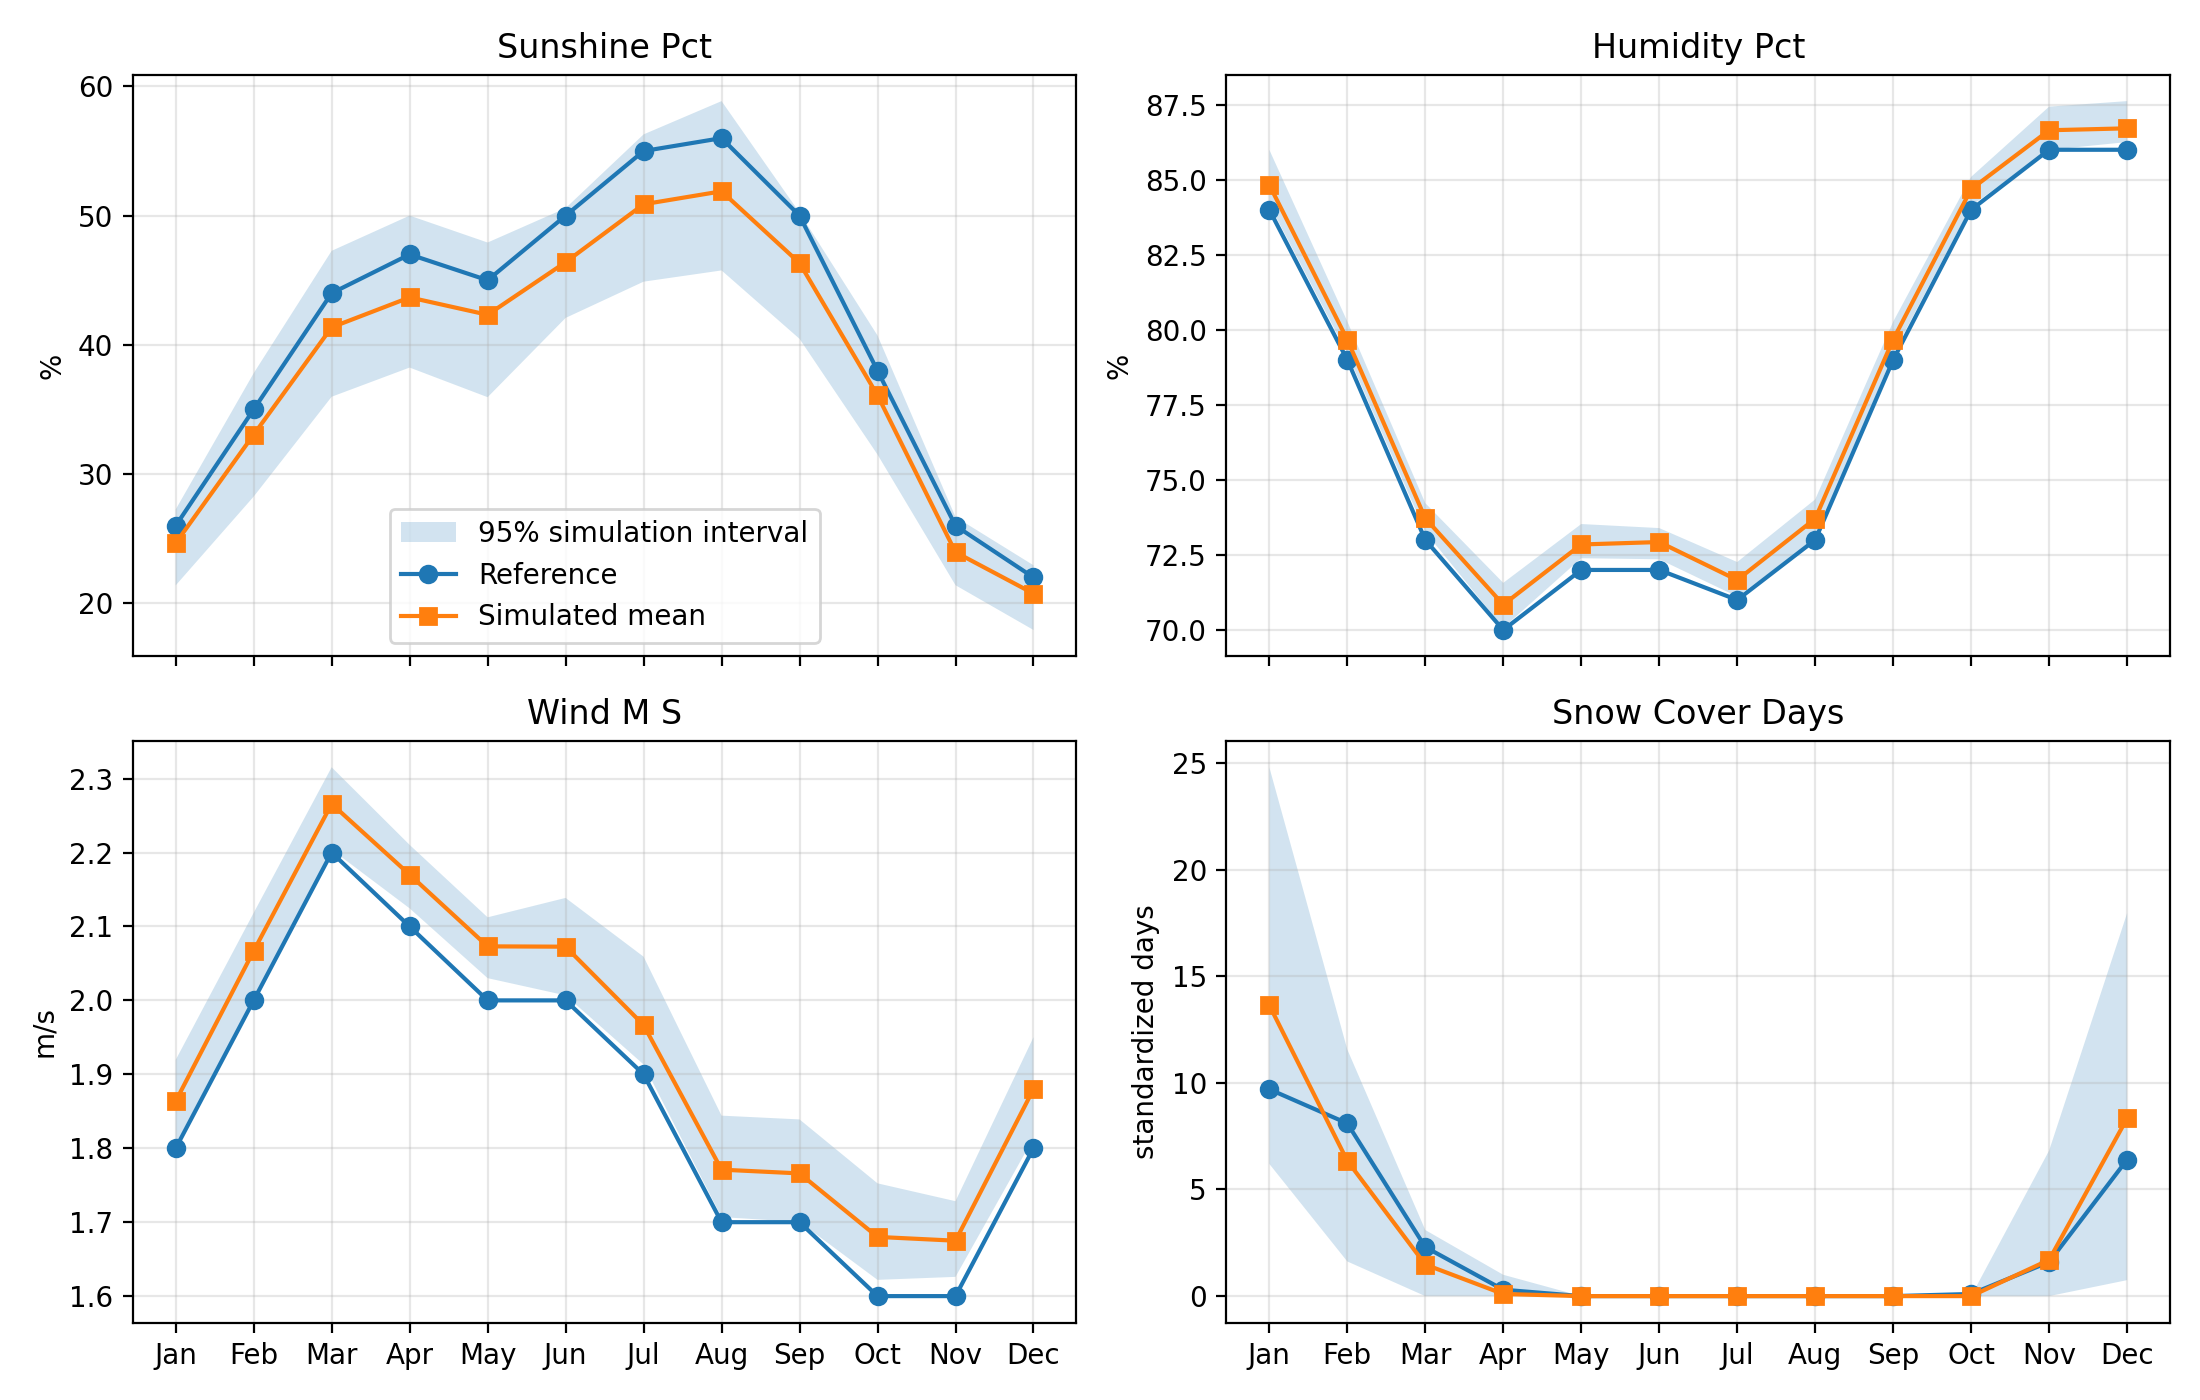 Sunshine Pct
60
50
40
30
20
%
95% simulation interval
Reference
Simulated mean
Humidity Pct
87.5
85.0
82.5
80.0
77.5
75.0
72.5
70.0
%
Wind M S
2.3
2.2
2.1
2.0
1.9
1.8
1.7
1.6
m/s
Jan Feb Mar Apr May Jun Jul Aug Sep Oct Nov Dec
Snow Cover Days
25
20
15
10
5
0
standardized days
Jan Feb Mar Apr May Jun Jul Aug Sep Oct Nov Dec